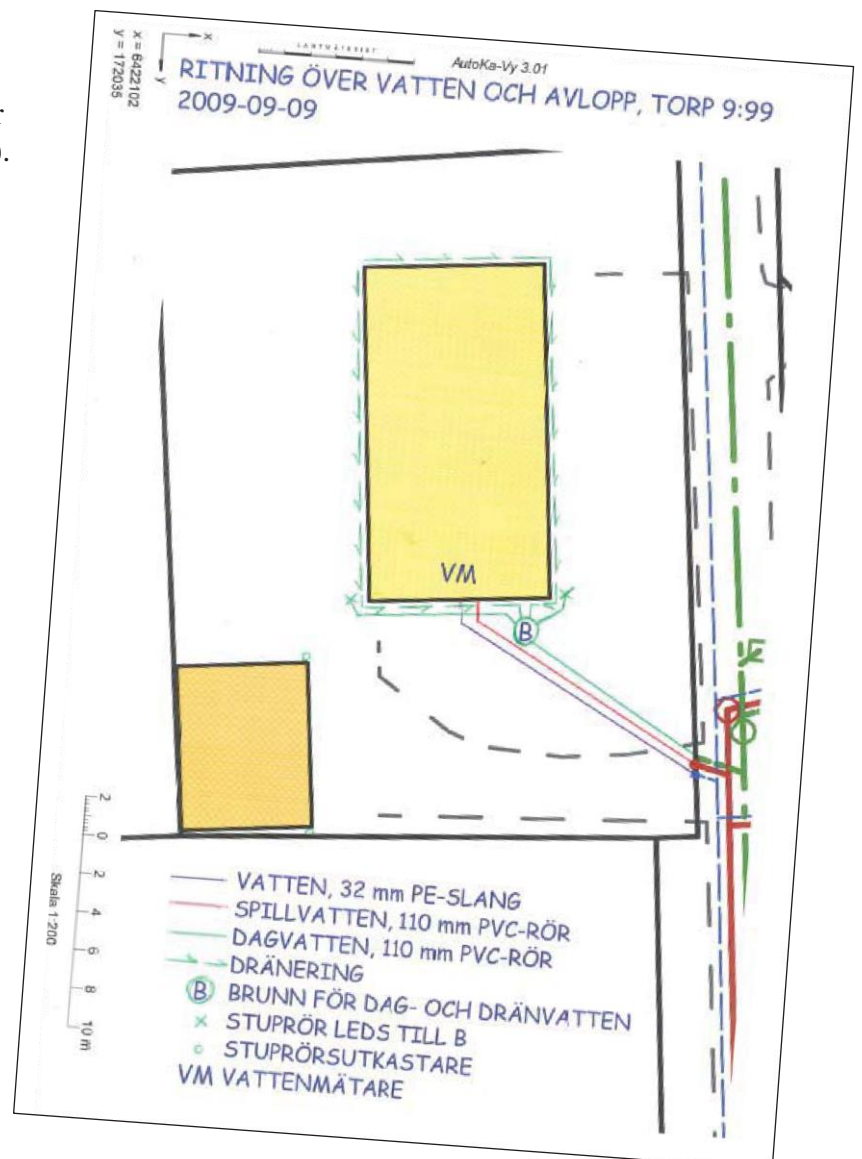 x = 6422102
y = 172035
x
y
LANTMÄTERIET
AutoKa-Vy 3.01
RITNING ÖVER VATTEN OCH AVLOPP, TORP 9:99
2009-09-09
VM
B
2
0
2
4
6
8
10 m
Skala 1:200
VATTEN, 32 mm PE-SLANG
SPILLVATTEN, 110 mm PVC-RÖR
DAGVATTEN, 110 mm PVC-RÖR
DRÄNERING
B BRUNN FÖR DAG- OCH DRÄNVATTEN
x STUPRÖR LEDS TILL B
o STUPRÖRSUTKASTARE
VM VATTENMÄTARE